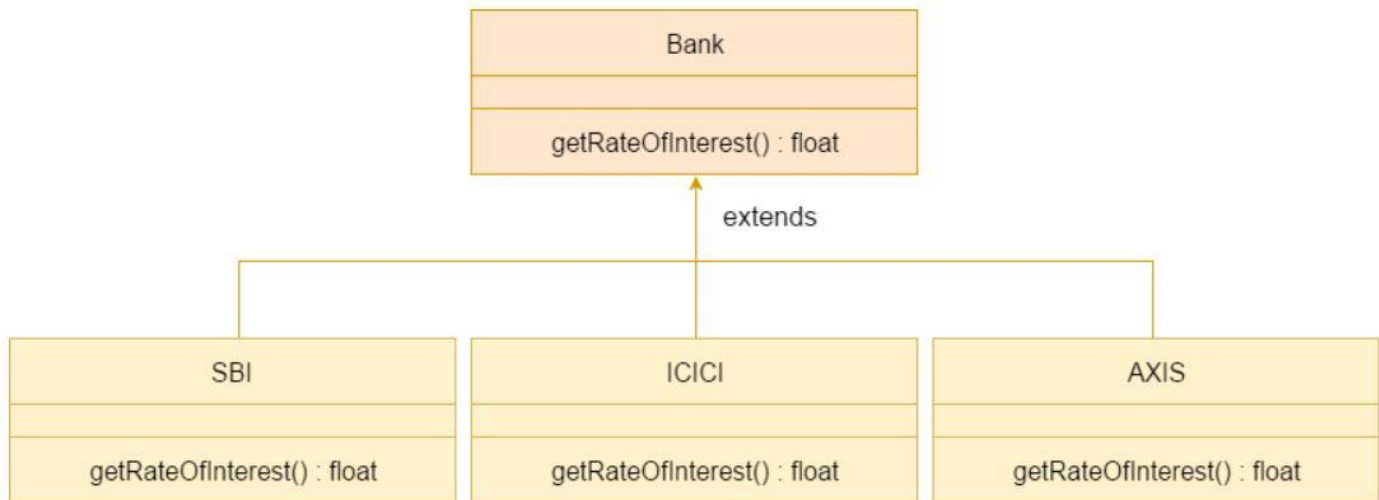 Bank
getRateOfInterest() : float
extends
SBI
ICICI
AXIS
getRateOfInterest() : float
getRateOfInterest() : float
getRateOfInterest() : float